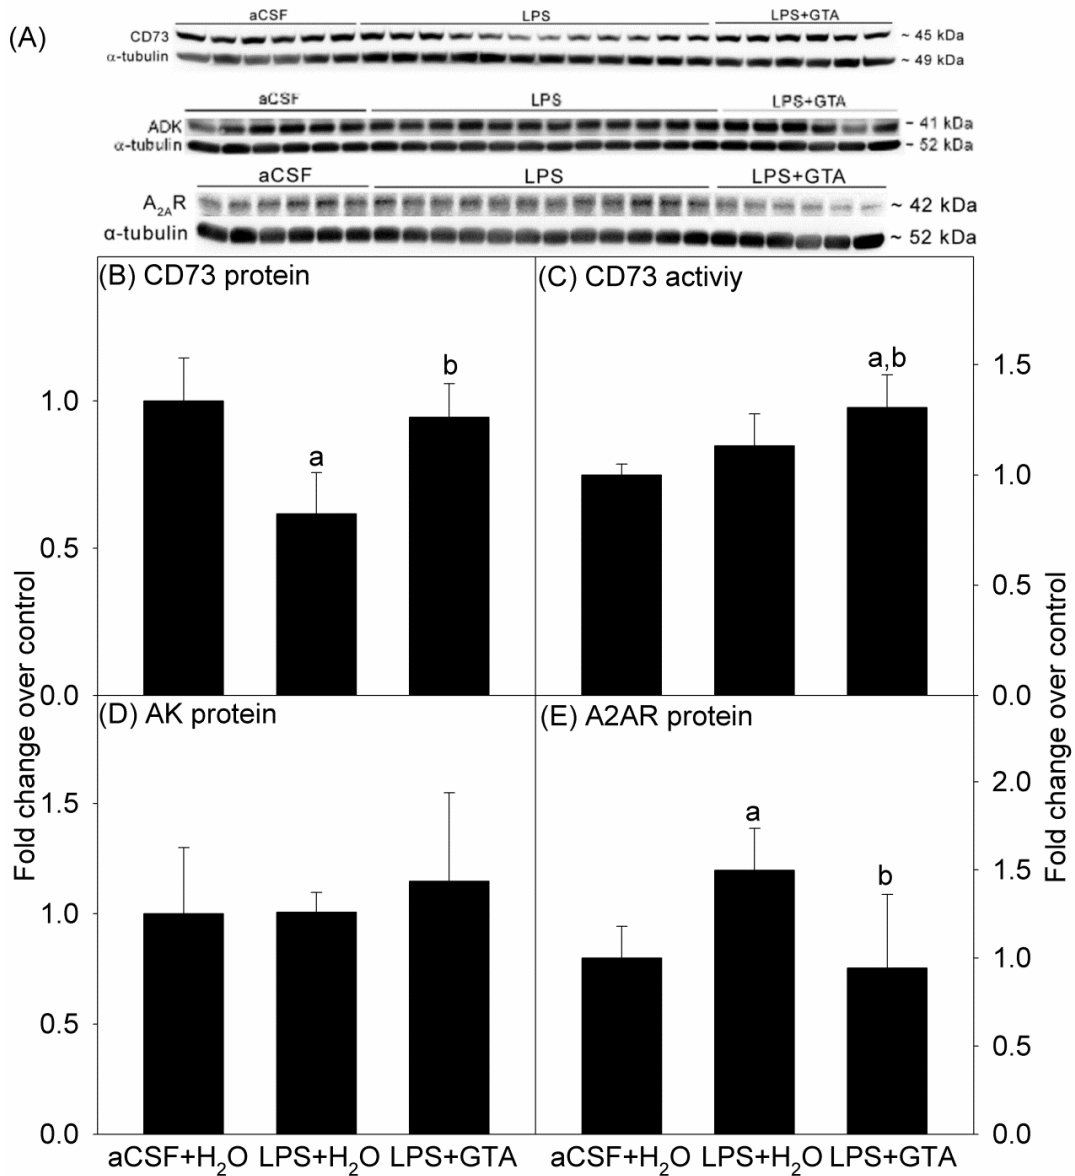 (A)
aCSF LPS LPS+GTA
CD73 ~ 45 kDa
α-tubulin ~ 49 kDa
aCSF LPS LPS+GTA
ADK - 41 kDa
α-tubulin - 52 kDa
aCSF LPS LPS+GTA
A₂ₐR ~ 42 kDa
α-tubulin ~ 52 kDa
(B) CD73 protein
1.0
0.5
0.0
a
b
(C) CD73 activiy
1.5
1.0
0.5
0.0
a,b
Fold change over control
(D) AK protein
1.5
1.0
0.5
0.0
aCSF+H₂O LPS+H₂O LPS+GTA
(E) A2AR protein
2.0
1.5
1.0
0.5
0.0
a
b
aCSF+H₂O LPS+H₂O LPS+GTA
Fold change over control